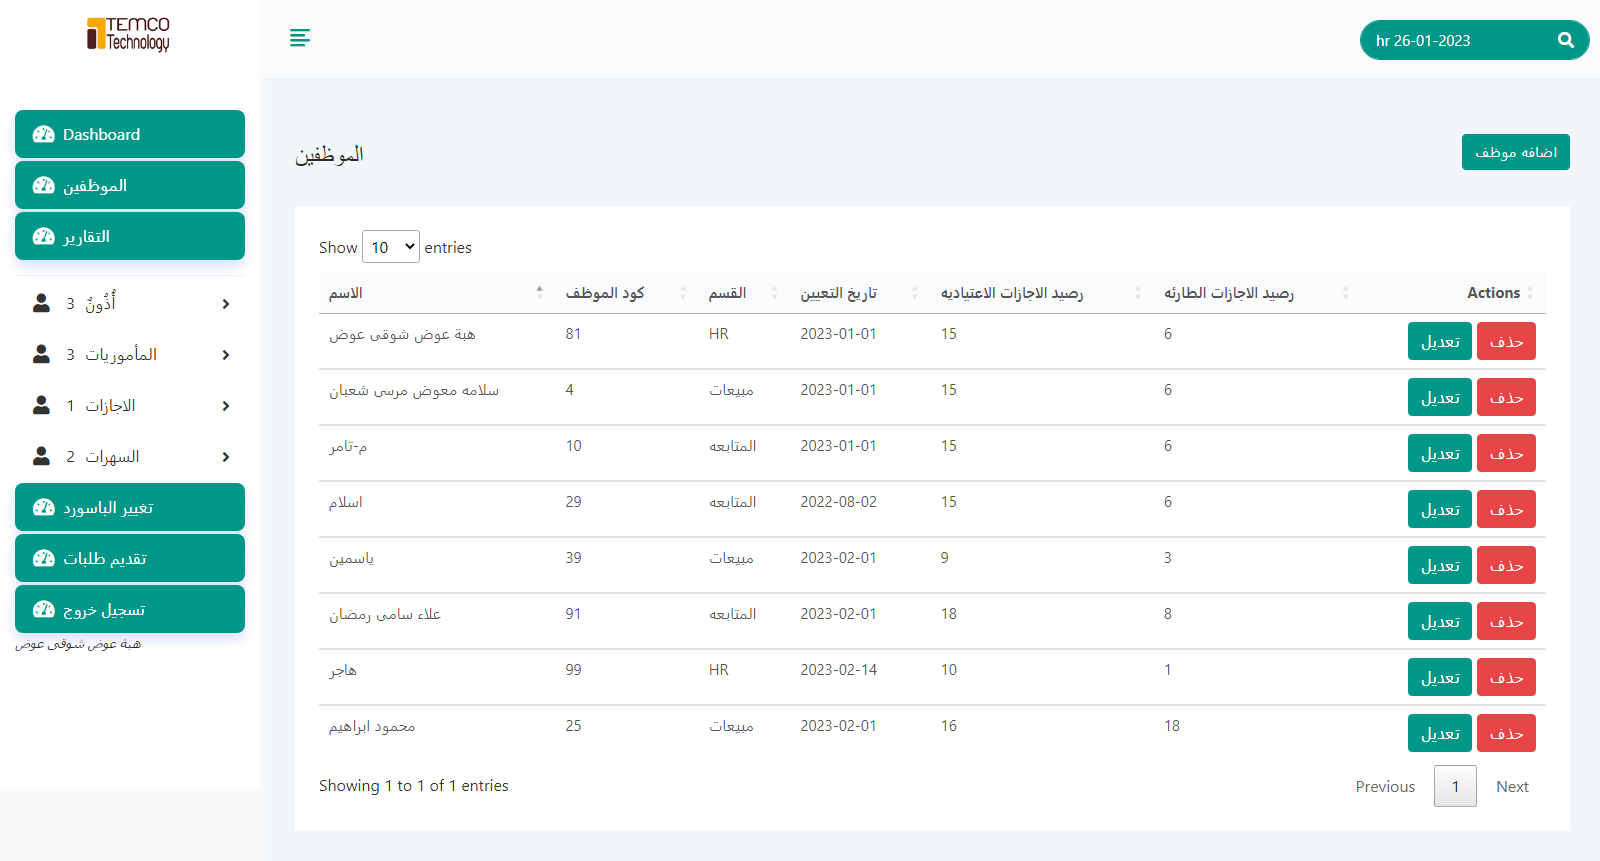 TEMCO
Technology
hr 26-01-2023
Dashboard
الموظفين
التقارير
أُذُونٌ 3
المأموريات 3
الاجازات 1
السهرات 2
تغيير الباسورد
تقديم طلبات
تسجيل خروج
هبة عوض شوقى عوض
الموظفين
اضافه موظف
Show 10 entries
الاسم كود الموظف القسم تاريخ التعيين رصيد الاجازات الاعتياديه رصيد الاجازات الطارئه Actions
هبة عوض شوقى عوض 81 HR 2023-01-01 15 6 تعديل حذف
سلامه معوض مرسى شعبان 4 مبيعات 2023-01-01 15 6 تعديل حذف
م-تامر 10 المتابعه 2023-01-01 15 6 تعديل حذف
اسلام 29 المتابعه 2022-08-02 15 6 تعديل حذف
ياسمين 39 مبيعات 2023-02-01 9 3 تعديل حذف
علاء سامى رمضان 91 المتابعه 2023-02-01 18 8 تعديل حذف
هاجر 99 HR 2023-02-14 10 1 تعديل حذف
محمود ابراهيم 25 مبيعات 2023-02-01 16 18 تعديل حذف
Showing 1 to 1 of 1 entries
Previous 1 Next